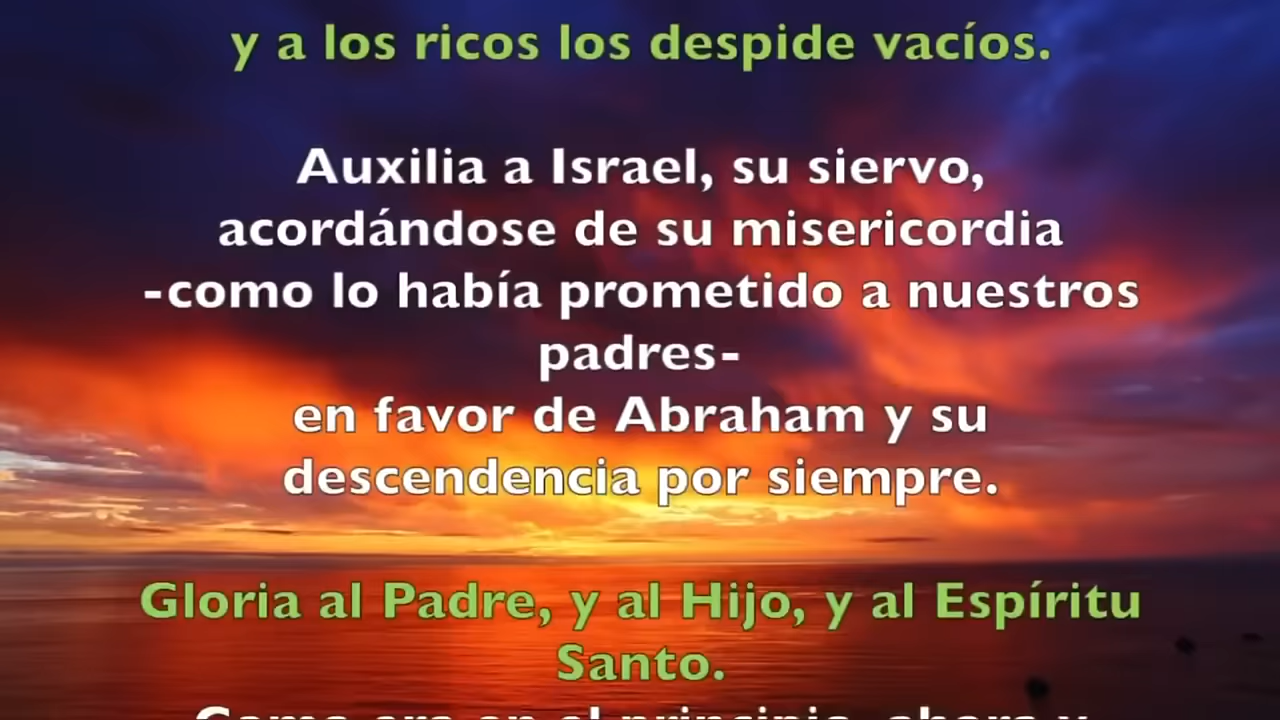 y a los ricos los despide vacíos.
Auxilia a Israel, su siervo,
acordándose de su misericordia
-como lo había prometido a nuestros
padres-
en favor de Abraham y su
descendencia por siempre.
Gloria al Padre, y al Hijo, y al Espíritu
Santo.
Como era en el principio, ahora y